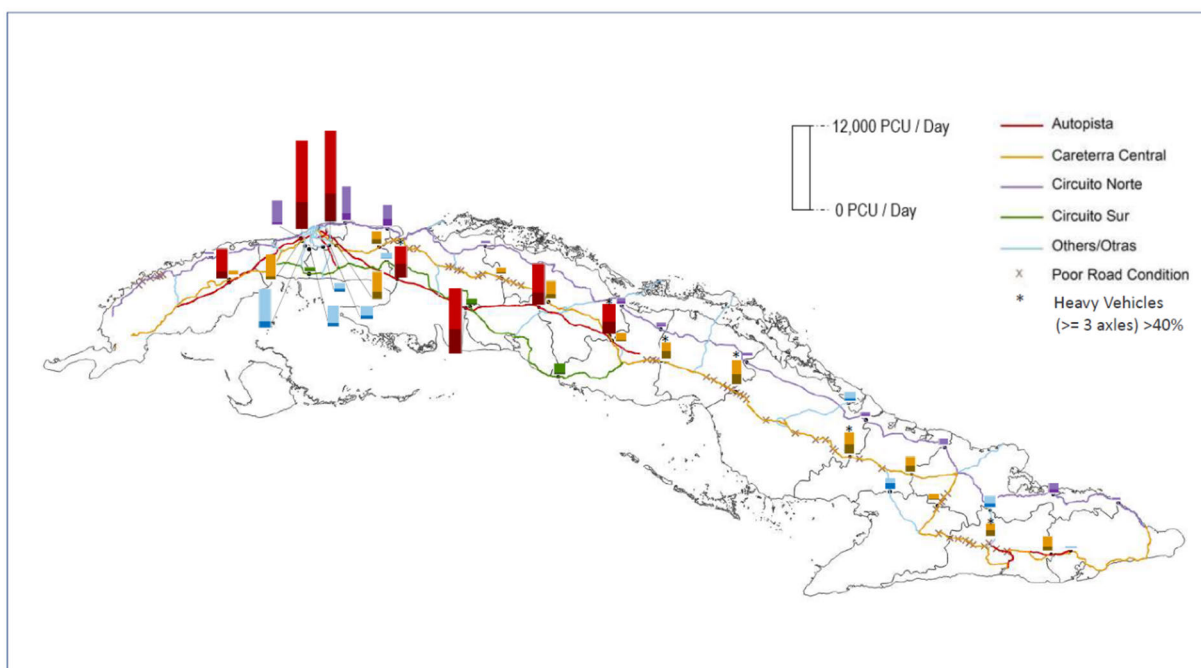 12,000 PCU / Day
0 PCU / Day
Autopista
Careterra Central
Circuito Norte
Circuito Sur
Others/Otras
Poor Road Condition
* Heavy Vehicles
(>= 3 axles) >40%